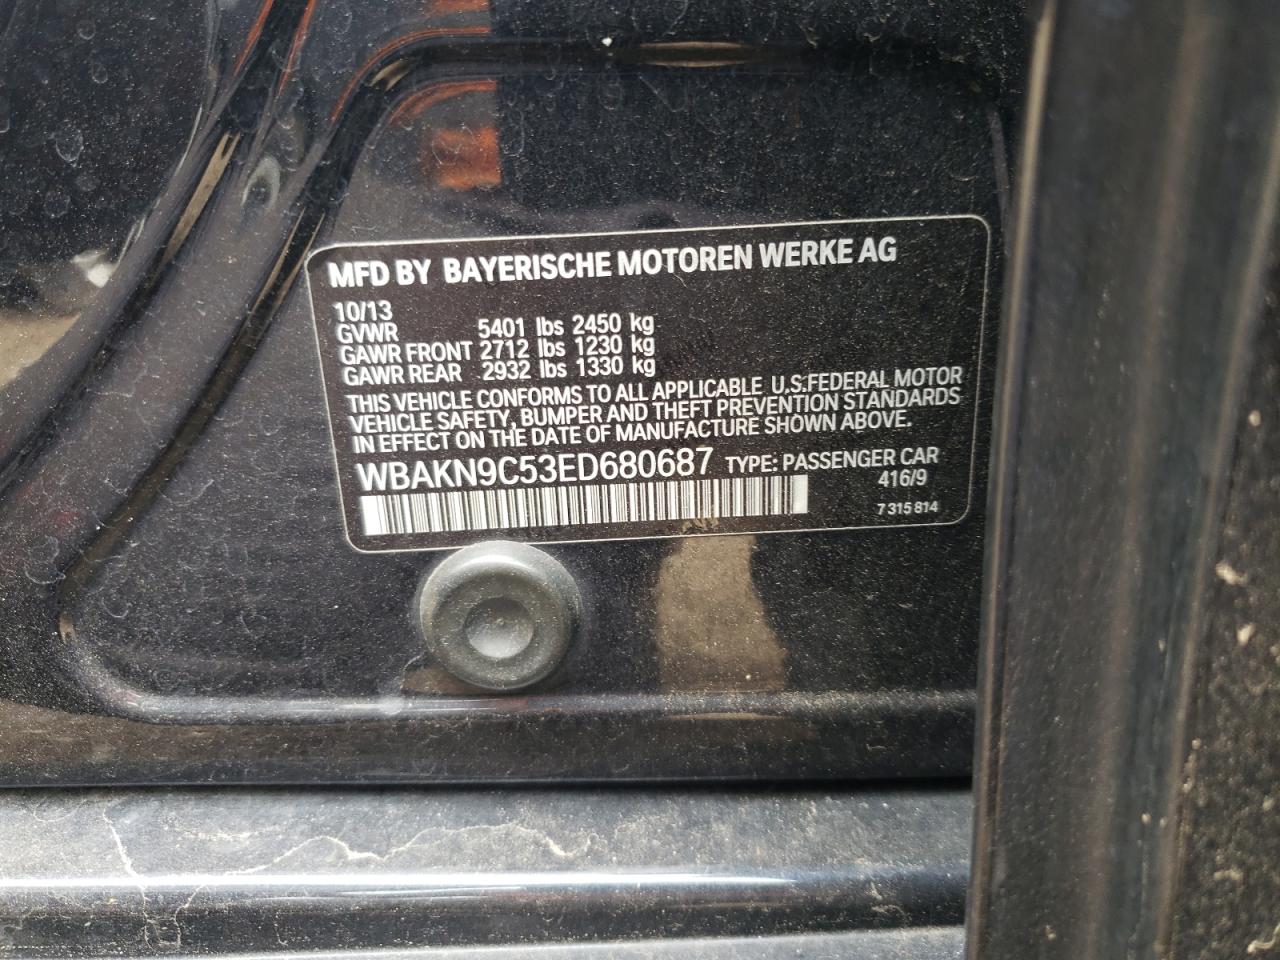 MFD BY BAYERISCHE MOTOREN WERKE AG
10/13
GVWR 5401 lbs 2450 kg
GAWR FRONT 2712 lbs 1230 kg
GAWR REAR 2932 lbs 1330 kg
THIS VEHICLE CONFORMS TO ALL APPLICABLE U.S.FEDERAL MOTOR
VEHICLE SAFETY, BUMPER AND THEFT PREVENTION STANDARDS
IN EFFECT ON THE DATE OF MANUFACTURE SHOWN ABOVE.
WBAKN9C53ED680687 TYPE: PASSENGER CAR
416/9
7 315 814